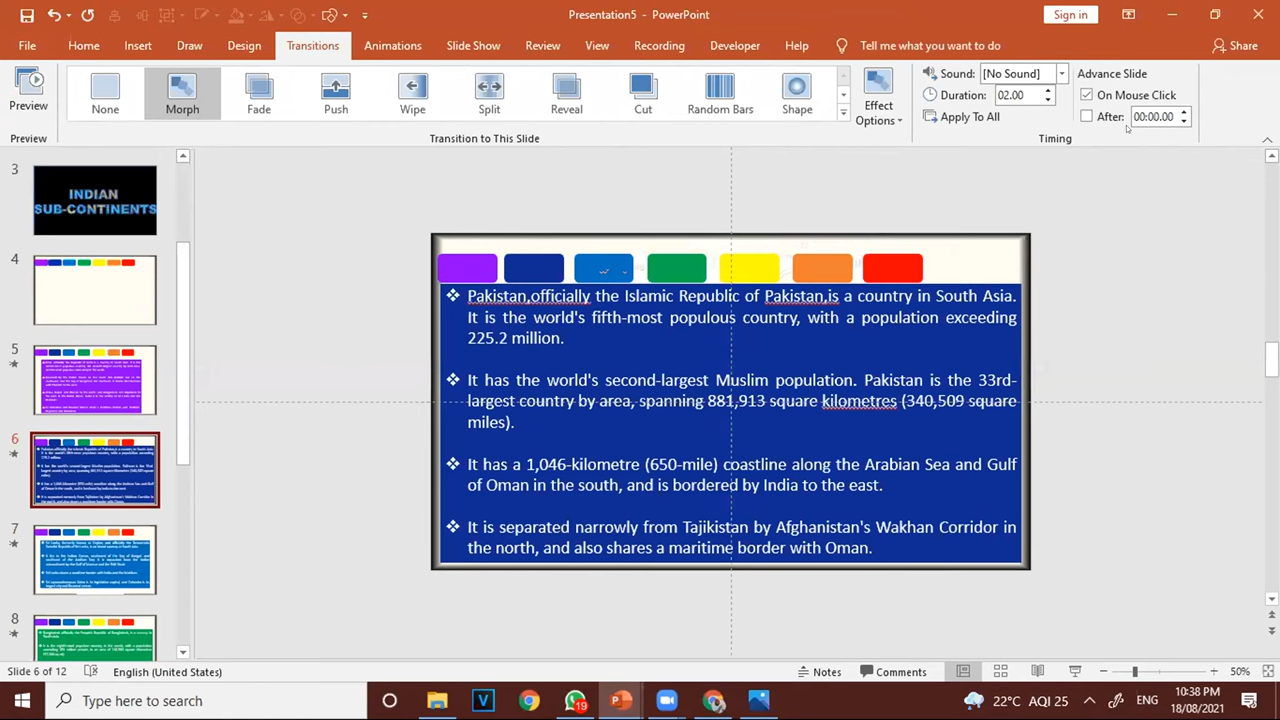 Presentation5 - PowerPoint
Sign in
File Home Insert Draw Design Transitions Animations Slide Show Review View Recording Developer Help Tell me what you want to do Share
Preview
None Morph Fade Push Wipe Split Reveal Cut Random Bars Shape
Effect
Options
Sound: [No Sound]
Duration: 02.00
Apply To All
Advance Slide
On Mouse Click
After: 00:00.00
Preview
Transition to This Slide
Timing
3
INDIAN
SUB-CONTINENTS
4
5
6
7
8
❖ Pakistan,officially the Islamic Republic of Pakistan,is a country in South Asia.
It is the world's fifth-most populous country, with a population exceeding
225.2 million.
❖ It has the world's second-largest Muslim population. Pakistan is the 33rd-
largest country by area, spanning 881,913 square kilometres (340,509 square
miles).
❖ It has a 1,046-kilometre (650-mile) coastline along the Arabian Sea and Gulf
of Oman in the south, and is bordered by India to the east.
❖ It is separated narrowly from Tajikistan by Afghanistan's Wakhan Corridor in
the north, and also shares a maritime border with Oman.
Slide 6 of 12
English (United States)
Notes
Comments
50%
Type here to search
19
22°C AQI 25
ENG
10:38 PM
18/08/2021